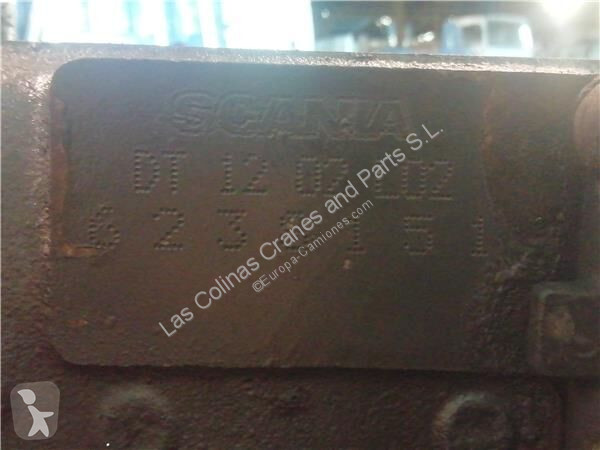 SCANIA
DT 12 02 L02
6 2 3 5 1 5 1
Las Colinas Cranes and Parts S.L.
©Europa-Camiones.com